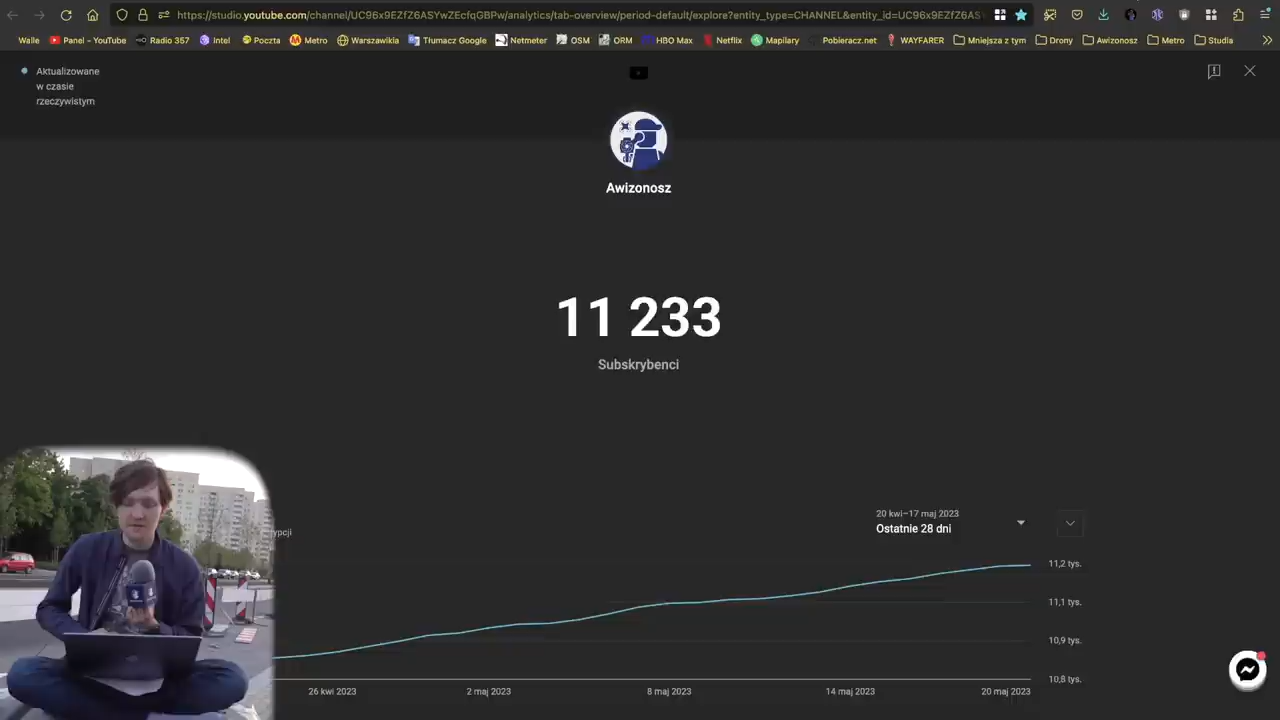 https://studio.youtube.com/channel/UC96x9EZfZ6ASYwZEcfqGBPw/analytics/tab-overview/period-default/explore?entity_type=CHANNEL&entity_id=UC96x9EZfZ6AS
Walle Panel – YouTube Radio 357 Intel Poczta Metro Warszawikia Tłumacz Google Netmeter OSM ORM HBO Max Netflix Mapilary Pobieracz.net WAYFARER Mniejsza z tym Drony Awizonosz Metro Studia
Aktualizowane
w czasie
rzeczywistym
Awizonosz
11 233
Subskrybenci
20 kwi–17 maj 2023
Ostatnie 28 dni
ypcji
11,2 tys.
11,1 tys.
10,9 tys.
10,8 tys.
26 kwi 2023 2 maj 2023 8 maj 2023 14 maj 2023 20 maj 2023